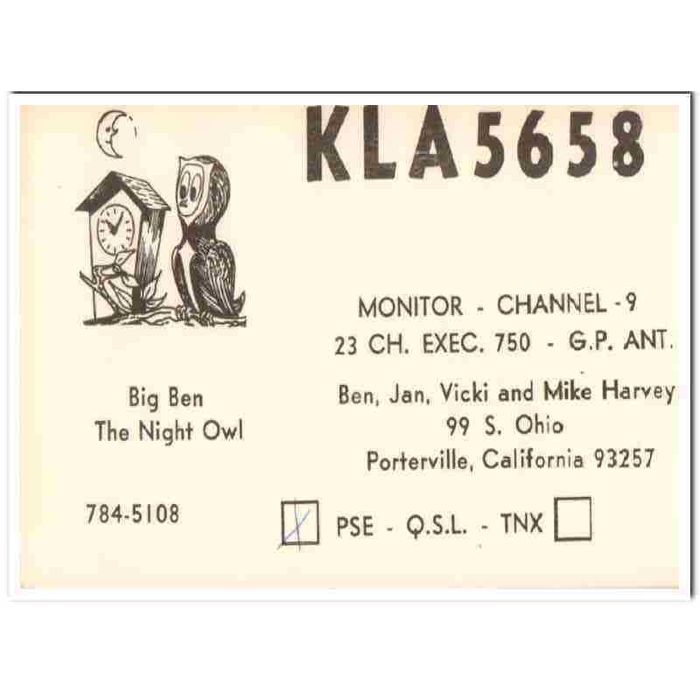 KLA5658
MONITOR - CHANNEL - 9
23 CH. EXEC. 750 - G.P. ANT.
Big Ben
The Night Owl
Ben, Jan, Vicki and Mike Harvey
99 S. Ohio
Porterville, California 93257
784-5108
PSE - Q.S.L. - TNX